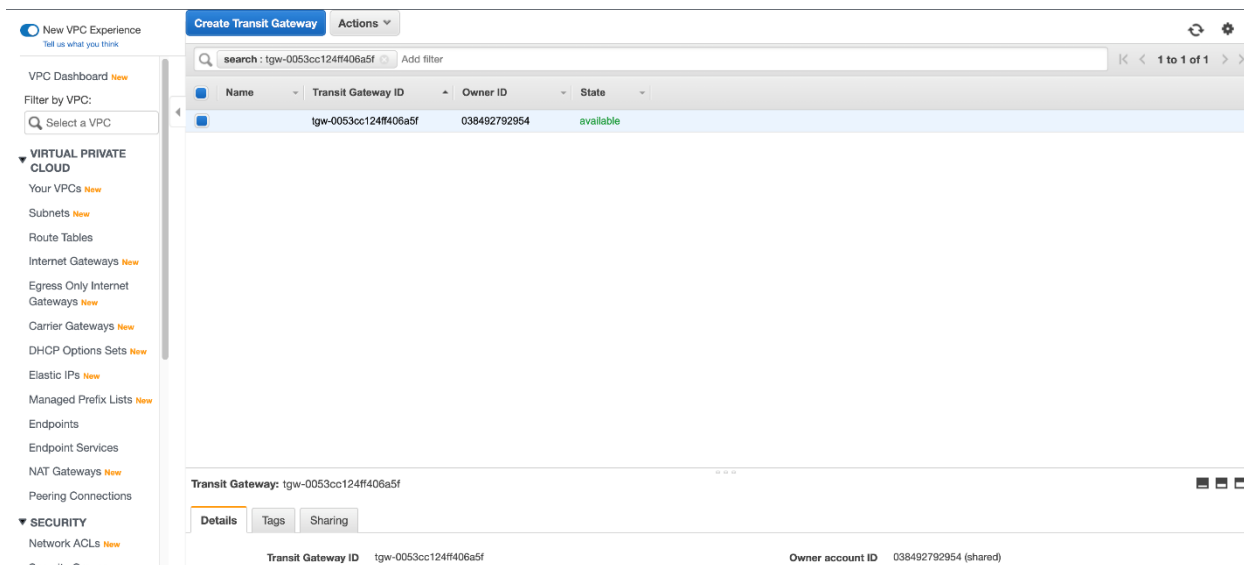 New VPC Experience
Tell us what you think
VPC Dashboard New
Filter by VPC:
Select a VPC
VIRTUAL PRIVATE
CLOUD
Your VPCs New
Subnets New
Route Tables
Internet Gateways New
Egress Only Internet
Gateways New
Carrier Gateways New
DHCP Options Sets New
Elastic IPs New
Managed Prefix Lists New
Endpoints
Endpoint Services
NAT Gateways New
Peering Connections
SECURITY
Network ACLs New
Create Transit Gateway Actions
search : tgw-0053cc124ff406a5f Add filter 1 to 1 of 1
Name Transit Gateway ID Owner ID State
tgw-0053cc124ff406a5f 038492792954 available
Transit Gateway: tgw-0053cc124ff406a5f
Details Tags Sharing
Transit Gateway ID tgw-0053cc124ff406a5f Owner account ID 038492792954 (shared)